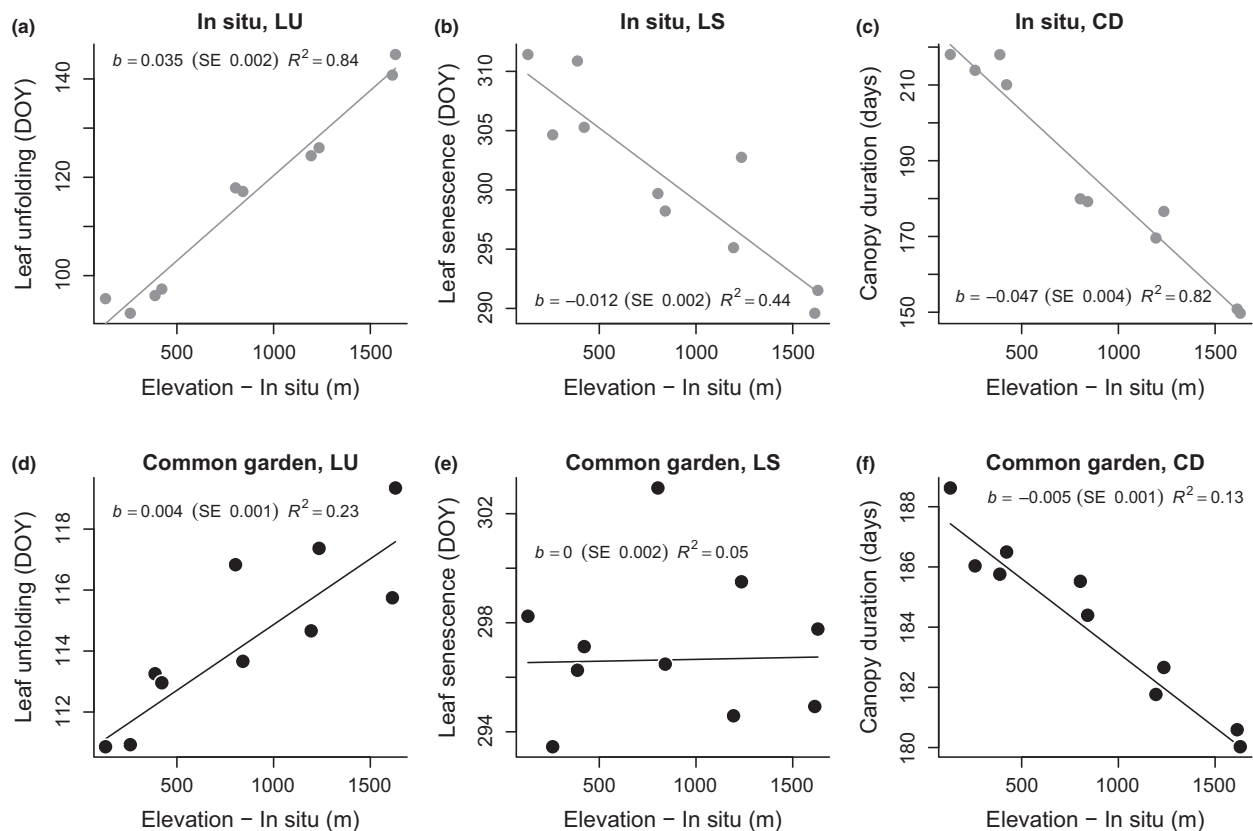 (a) In situ, LU
b = 0.035 (SE 0.002) R² = 0.84
Leaf unfolding (DOY)
100 120 140
500 1000 1500
Elevation − In situ (m)
(b) In situ, LS
b = −0.012 (SE 0.002) R² = 0.44
Leaf senescence (DOY)
290 295 300 305 310
500 1000 1500
Elevation − In situ (m)
(c) In situ, CD
b = −0.047 (SE 0.004) R² = 0.82
Canopy duration (days)
150 170 190 210
500 1000 1500
Elevation − In situ (m)
(d) Common garden, LU
b = 0.004 (SE 0.001) R² = 0.23
Leaf unfolding (DOY)
112 114 116 118
500 1000 1500
Elevation − In situ (m)
(e) Common garden, LS
b = 0 (SE 0.002) R² = 0.05
Leaf senescence (DOY)
294 298 302
500 1000 1500
Elevation − In situ (m)
(f) Common garden, CD
b = −0.005 (SE 0.001) R² = 0.13
Canopy duration (days)
180 182 184 186 188
500 1000 1500
Elevation − In situ (m)